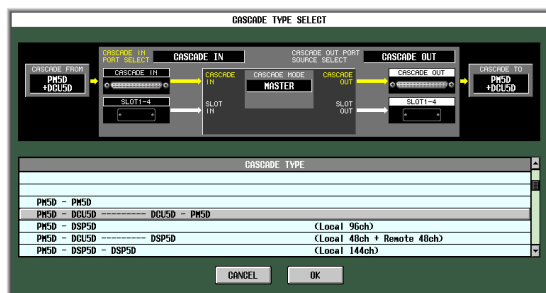 CASCADE TYPE SELECT
CASCADE IN PORT SELECT
CASCADE IN
CASCADE OUT PORT SOURCE SELECT
CASCADE OUT
CASCADE FROM
PM5D
+DCU5D
CASCADE IN
SLOT1-4
CASCADE IN
CASCADE MODE
MASTER
CASCADE OUT
SLOT IN
SLOT OUT
CASCADE OUT
SLOT1-4
CASCADE TO
PM5D
+DCU5D
CASCADE TYPE
PM5D - PM5D
PM5D - DCU5D --------- DCU5D - PM5D
PM5D - DSP5D (Local 96ch)
PM5D - DCU5D --------- DSP5D (Local 48ch + Remote 48ch)
PM5D - DSP5D - DSP5D (Local 144ch)
CANCEL
OK